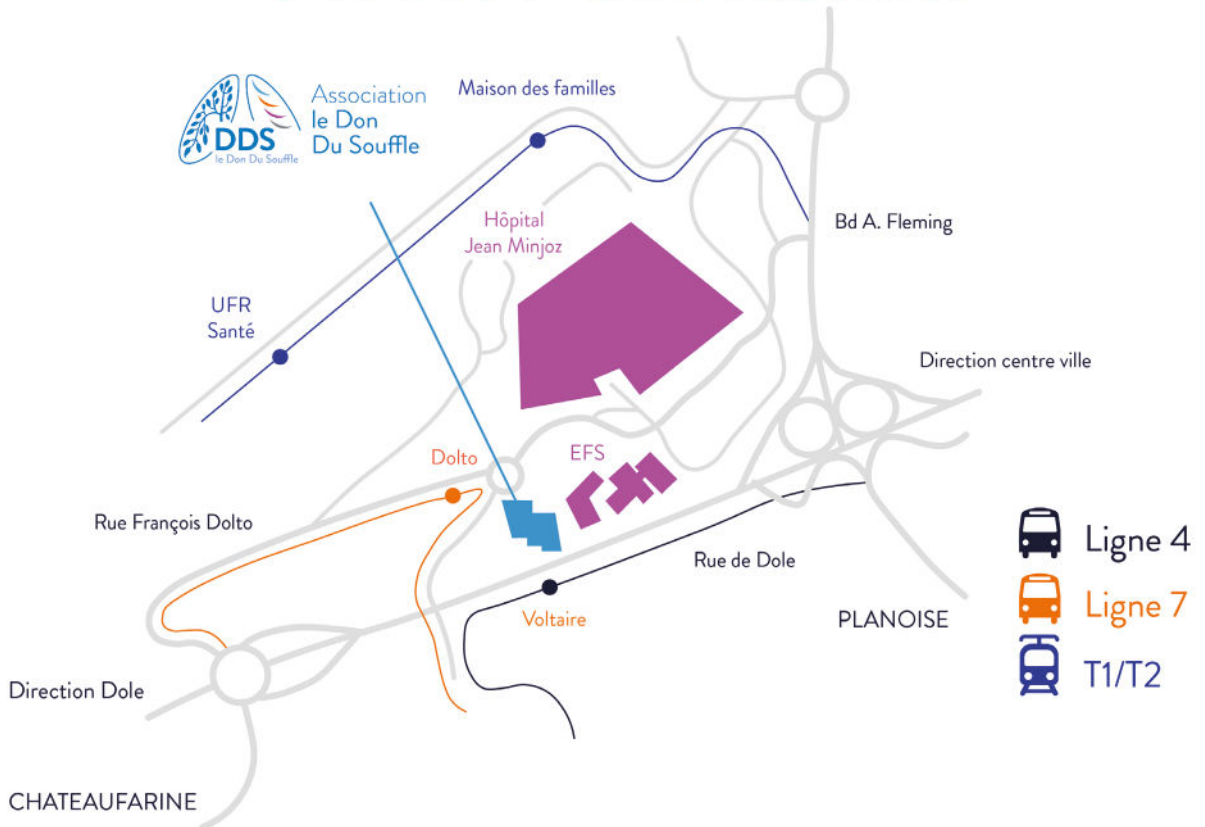 Maison des familles
Association
le Don
Du Souffle
DDS
le Don Du Souffle
Hôpital
Jean Minjoz
Bd A. Fleming
UFR
Santé
Direction centre ville
Dolto
EFS
Rue François Dolto
Ligne 4
Rue de Dole
Voltaire
PLANOISE
Ligne 7
Direction Dole
T1/T2
CHATEAUFARINE